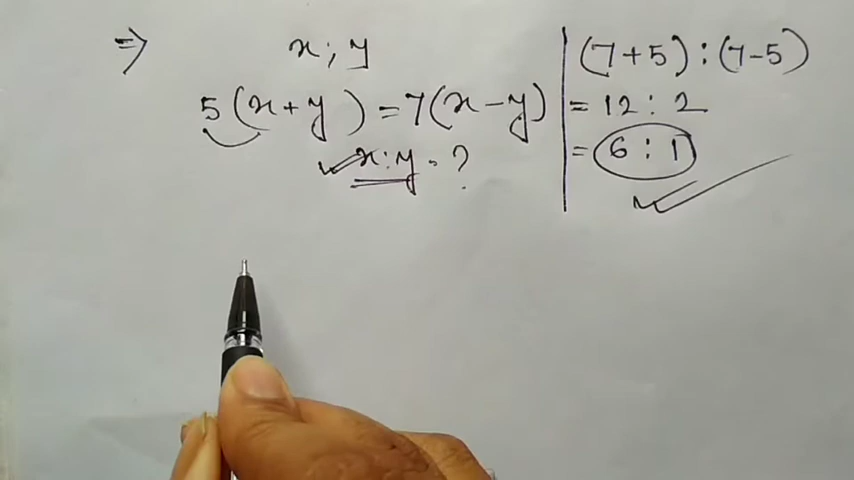 ⇒ x ; y
5(x+y) = 7(x-y)
x:y = ?
(7+5) : (7-5)
= 12 : 2
= 6 : 1